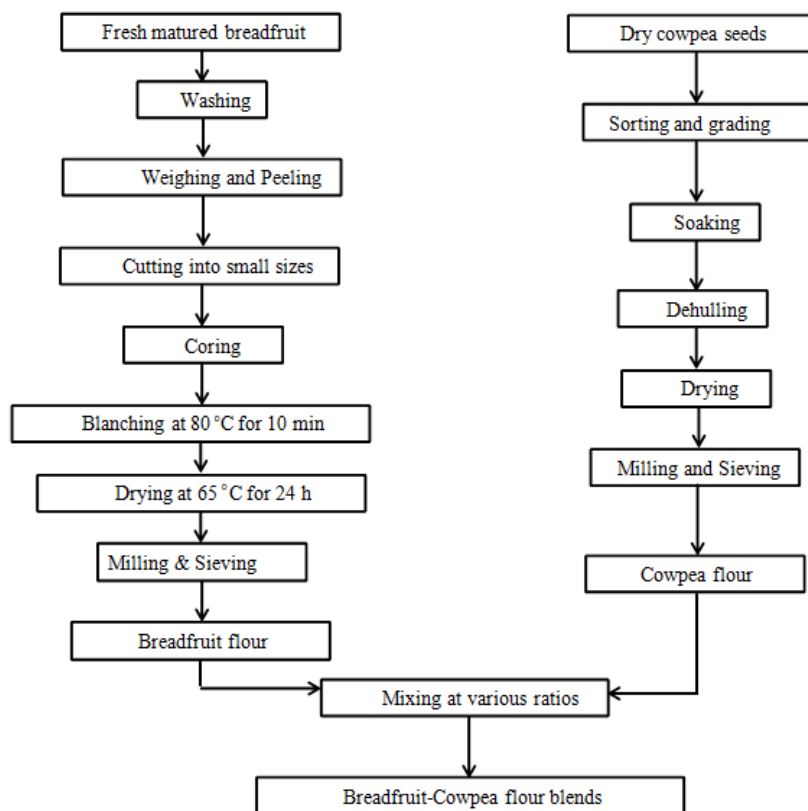 Fresh matured breadfruit
Washing
Weighing and Peeling
Cutting into small sizes
Coring
Blanching at 80°C for 10 min
Drying at 65°C for 24 h
Milling & Sieving
Breadfruit flour
Dry cowpea seeds
Sorting and grading
Soaking
Dehulling
Drying
Milling and Sieving
Cowpea flour
Mixing at various ratios
Breadfruit-Cowpea flour blends